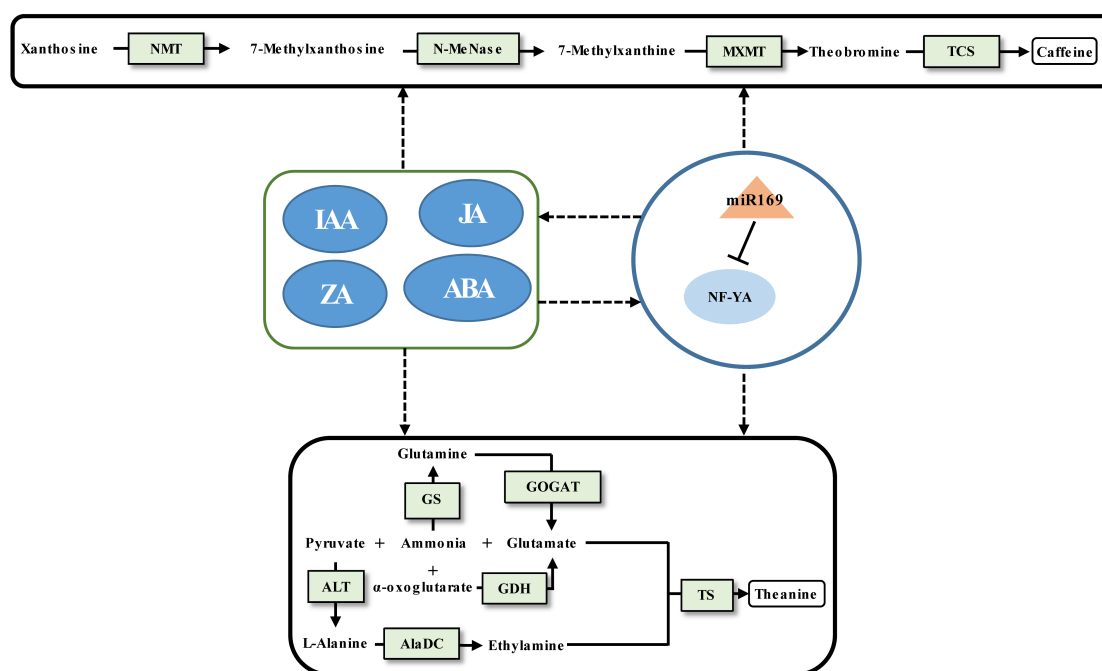 Xanthosine NMT 7-Methylxanthosine N-MeNase 7-Methylxanthine MXMT Theobromine TCS Caffeine
IAA JA
ZA ABA
miR169
NF-YA
Glutamine
GS GOGAT
Pyruvate + Ammonia + Glutamate
+
ALT α-oxoglutarate GDH TS Theanine
L-Alanine AlaDC Ethylamine